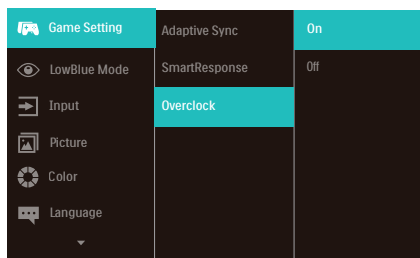 Game Setting
LowBlue Mode
Input
Picture
Color
Language
Adaptive Sync
SmartResponse
Overclock
On
Off